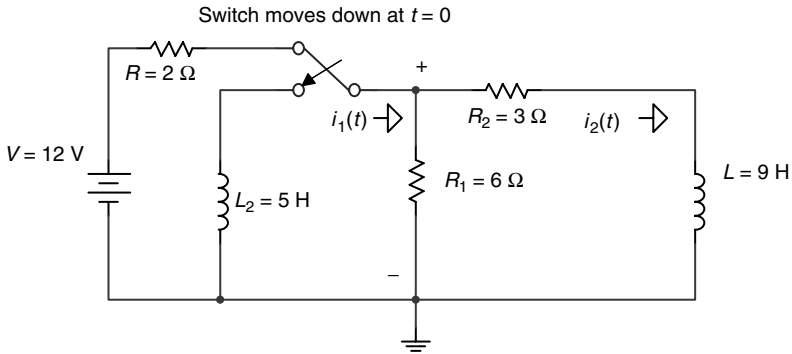 Switch moves down at t = 0
+
R = 2 Ω
i₁(t)
R₂ = 3 Ω
i₂(t)
V = 12 V
L₂ = 5 H
R₁ = 6 Ω
L = 9 H
−